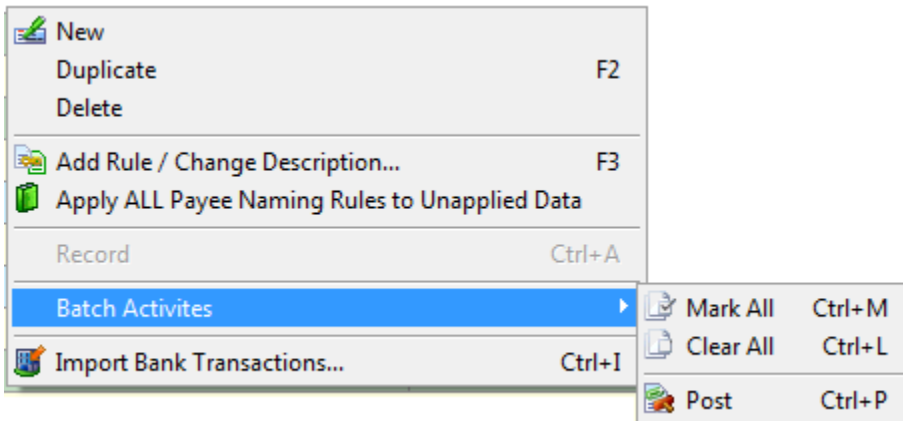 New
Duplicate F2
Delete
Add Rule / Change Description... F3
Apply ALL Payee Naming Rules to Unapplied Data
Record Ctrl+A
Batch Activites
Import Bank Transactions... Ctrl+I
Mark All Ctrl+M
Clear All Ctrl+L
Post Ctrl+P